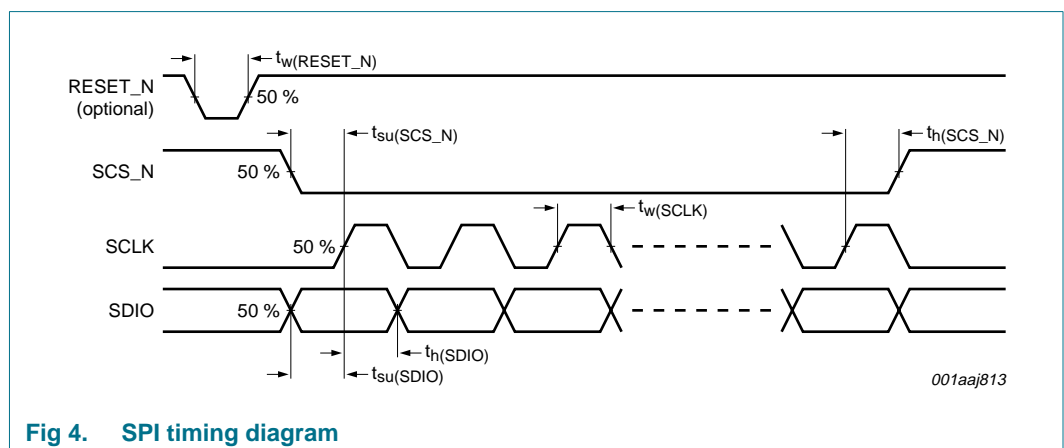 tw(RESET_N)
RESET_N
(optional)
50 %
tsu(SCS_N)
th(SCS_N)
SCS_N
50 %
tw(SCLK)
SCLK
50 %
SDIO
50 %
th(SDIO)
tsu(SDIO)
001aaj813
Fig 4. SPI timing diagram